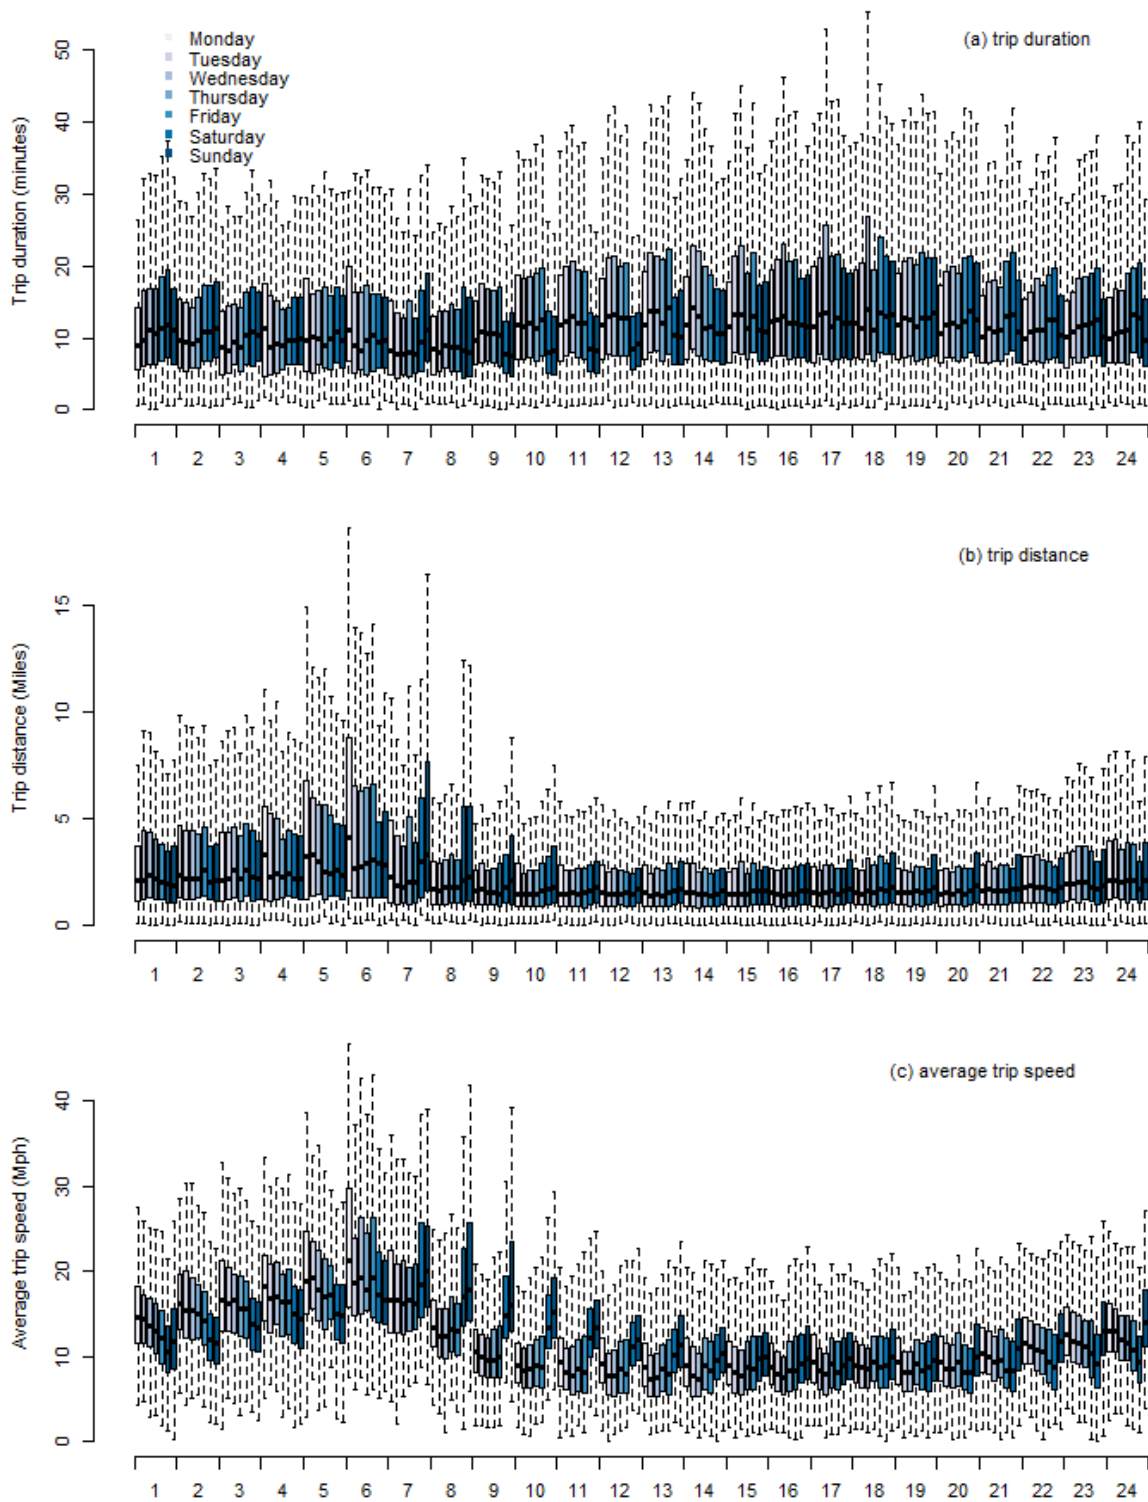 (a) trip duration
Monday
Tuesday
Wednesday
Thursday
Friday
Saturday
Sunday
Trip duration (minutes)
50
40
30
20
10
0
1 2 3 4 5 6 7 8 9 10 11 12 13 14 15 16 17 18 19 20 21 22 23 24
(b) trip distance
Trip distance (Miles)
15
10
5
0
1 2 3 4 5 6 7 8 9 10 11 12 13 14 15 16 17 18 19 20 21 22 23 24
(c) average trip speed
Average trip speed (Mph)
40
30
20
10
0
1 2 3 4 5 6 7 8 9 10 11 12 13 14 15 16 17 18 19 20 21 22 23 24